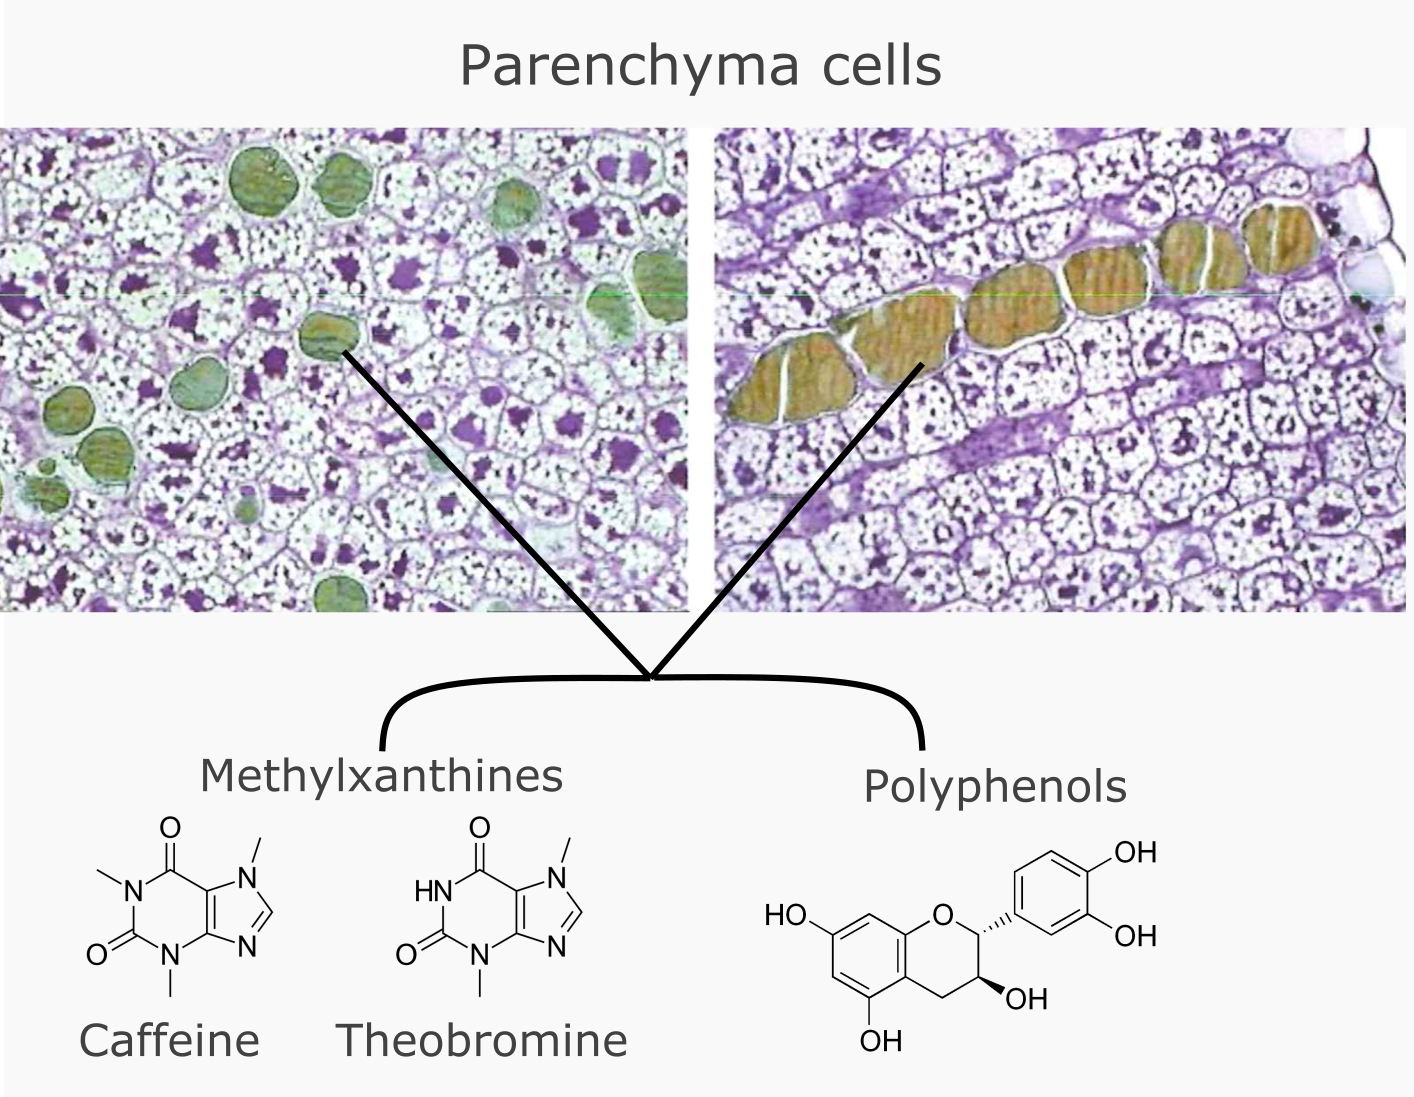 Parenchyma cells
Methylxanthines
Polyphenols
O
N
N
O
N
N
O
HN
N
O
N
N
OH
HO
O
OH
OH
OH
Caffeine
Theobromine